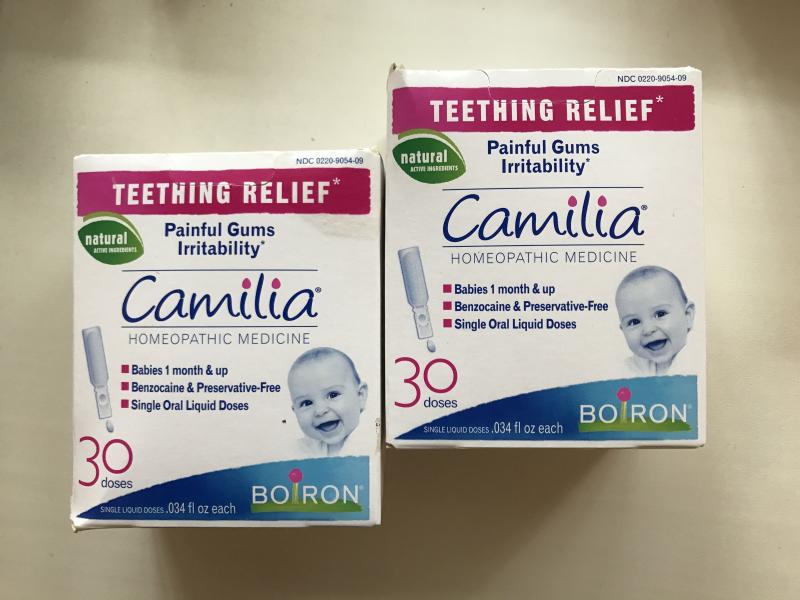 NDC 0220-9054-09
TEETHING RELIEF*
natural
ACTIVE INGREDIENTS
Painful Gums
Irritability*
Camilia®
HOMEOPATHIC MEDICINE
Babies 1 month & up
Benzocaine & Preservative-Free
Single Oral Liquid Doses
30
doses
SINGLE LIQUID DOSES .034 fl oz each
BOIRON®
NDC 0220-9054-09
TEETHING RELIEF*
natural
ACTIVE INGREDIENTS
Painful Gums
Irritability*
Camilia®
HOMEOPATHIC MEDICINE
Babies 1 month & up
Benzocaine & Preservative-Free
Single Oral Liquid Doses
30
doses
SINGLE LIQUID DOSES .034 fl oz each
BOIRON®